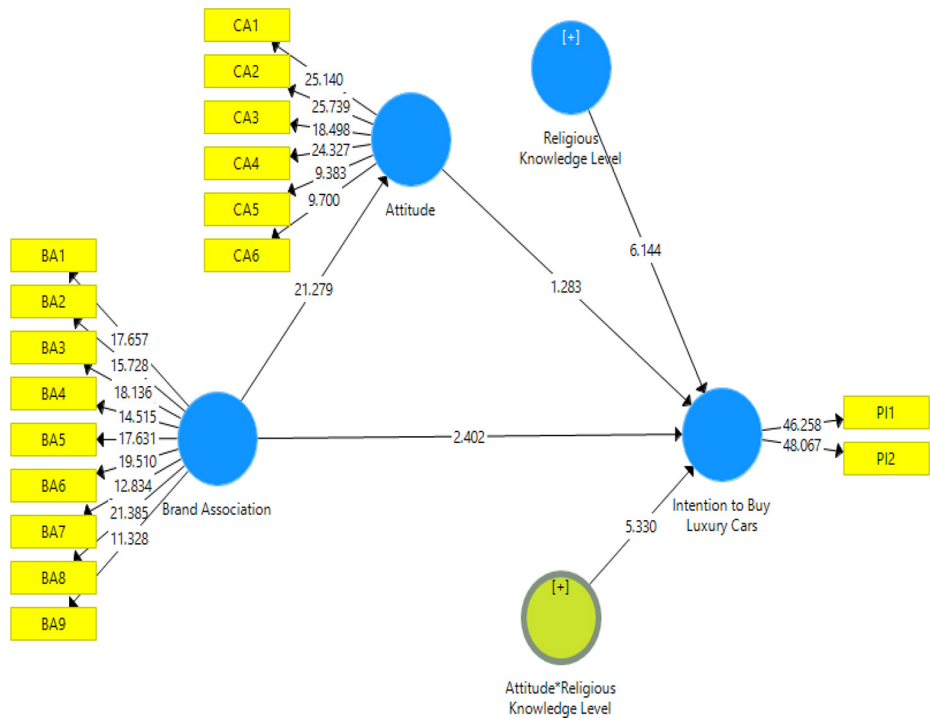 CA1
CA2
CA3
CA4
CA5
CA6
25.140
25.739
18.498
24.327
9.383
9.700
Attitude
[+]
Religious
Knowledge Level
6.144
1.283
21.279
BA1
BA2
BA3
BA4
BA5
BA6
BA7
BA8
BA9
17.657
15.728
18.136
14.515
17.631
19.510
12.834
21.385
11.328
Brand Association
2.402
46.258
48.067
PI1
PI2
Intention to Buy
Luxury Cars
5.330
[+]
Attitude*Religious
Knowledge Level